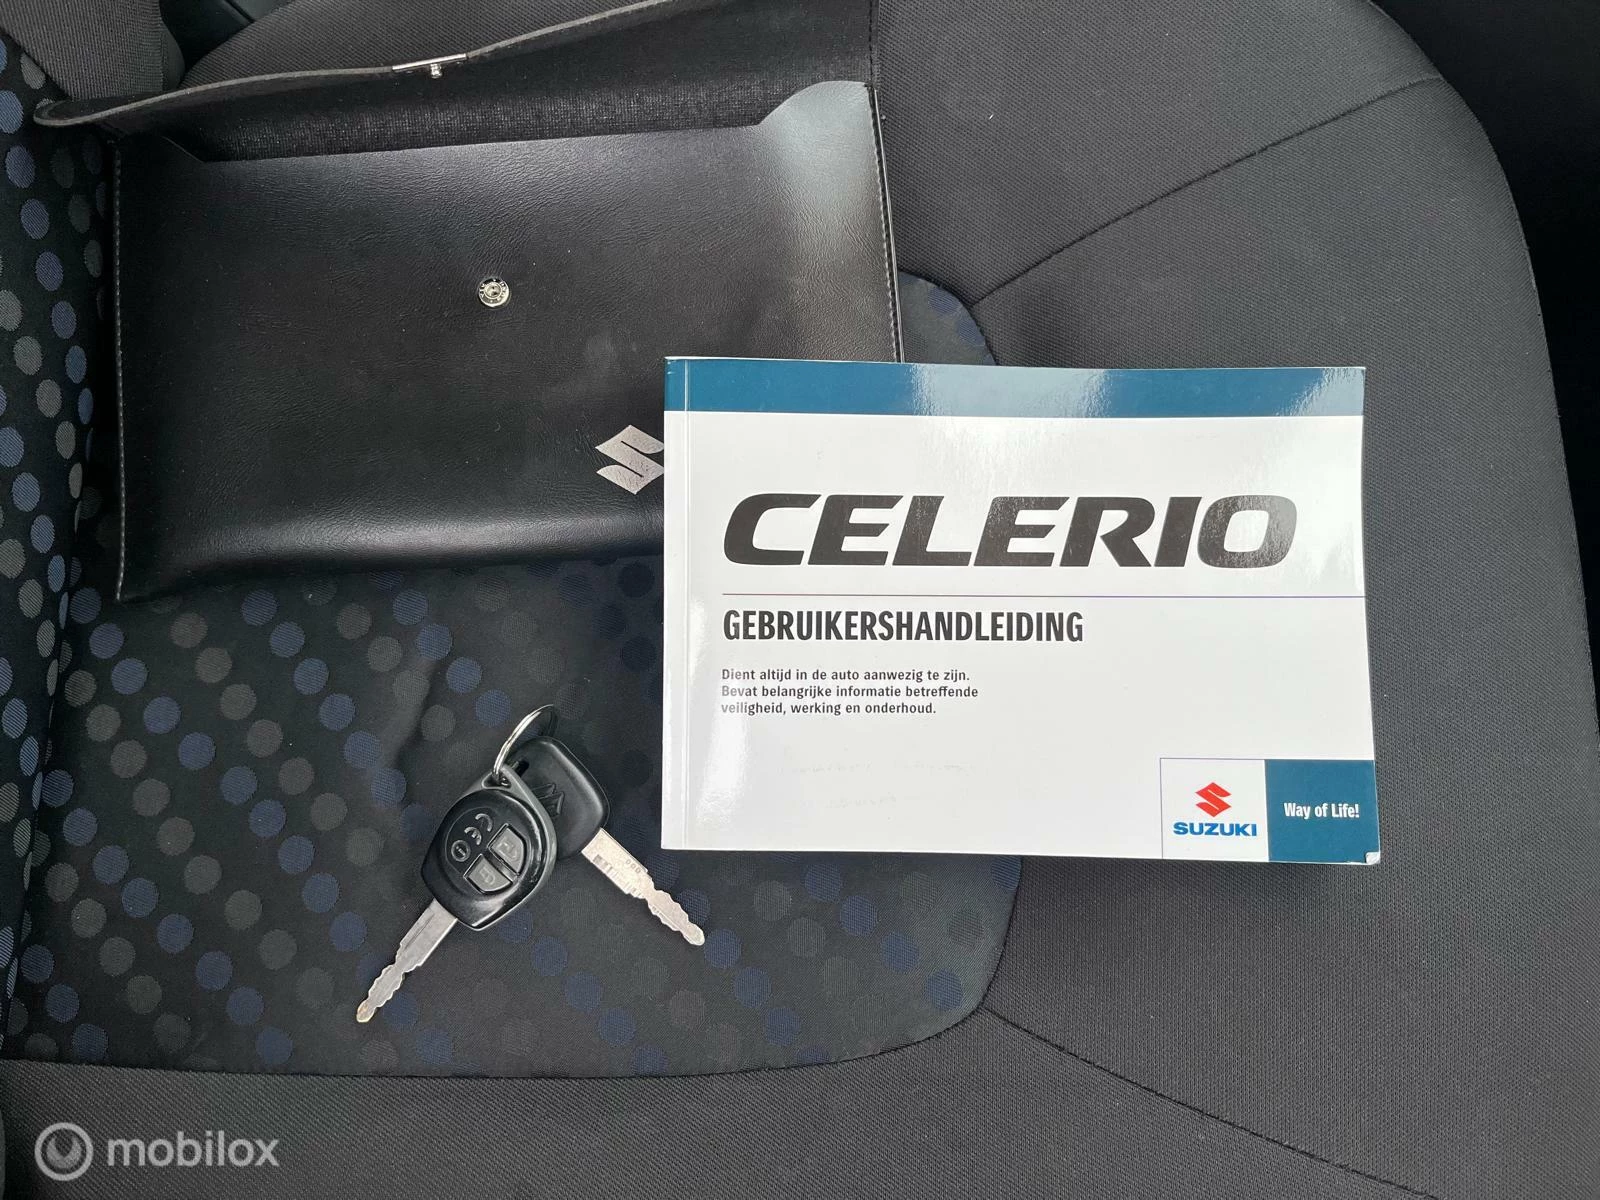 CELERIO
GEBRUIKERSHANDLEIDING
Dient altijd in de auto aanwezig te zijn.
Bevat belangrijke informatie betreffende
veiligheid, werking en onderhoud.
SUZUKI
Way of Life!
CE
mobilox